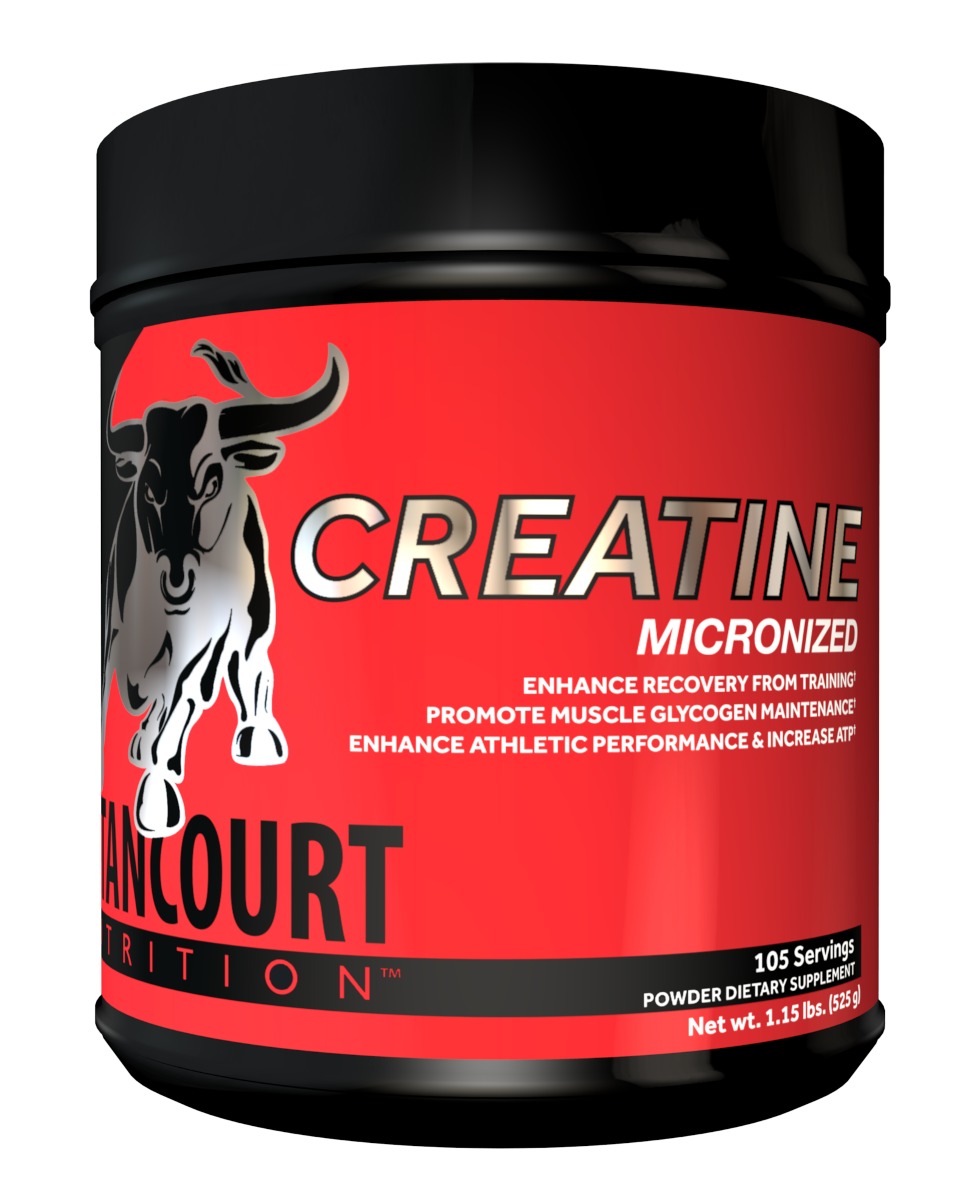 CREATINE
MICRONIZED
ENHANCE RECOVERY FROM TRAINING†
PROMOTE MUSCLE GLYCOGEN MAINTENANCE†
ENHANCE ATHLETIC PERFORMANCE & INCREASE ATP†
TANCOURT
TRITION™
105 Servings
POWDER DIETARY SUPPLEMENT
Net wt. 1.15 lbs. (525 g)